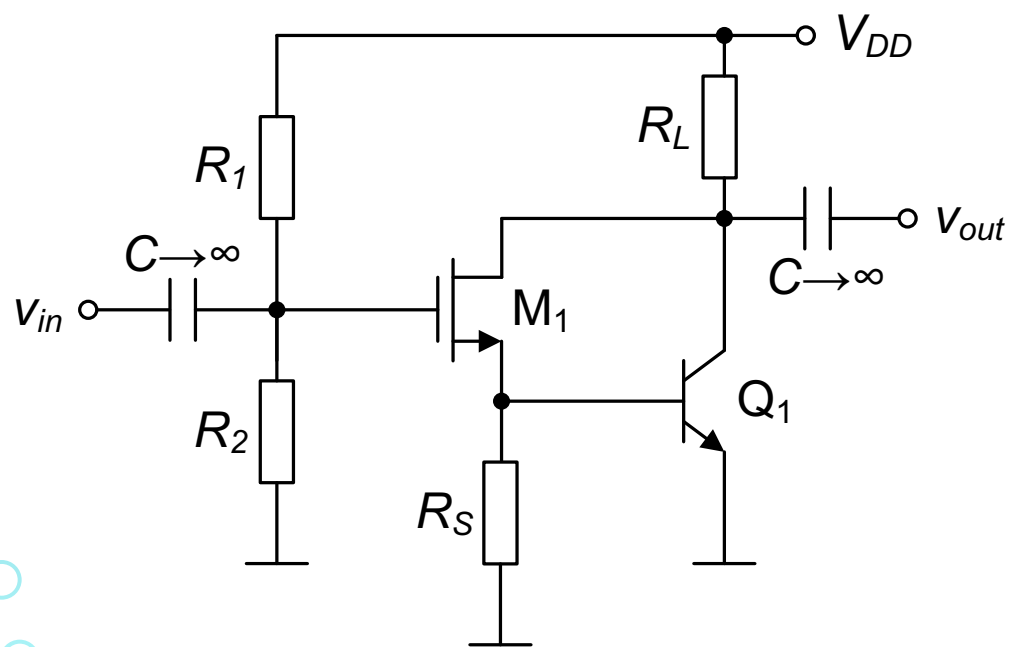 V_DD
R_L
R_1
C→∞
v_out
C→∞
v_in
M_1
Q_1
R_2
R_S